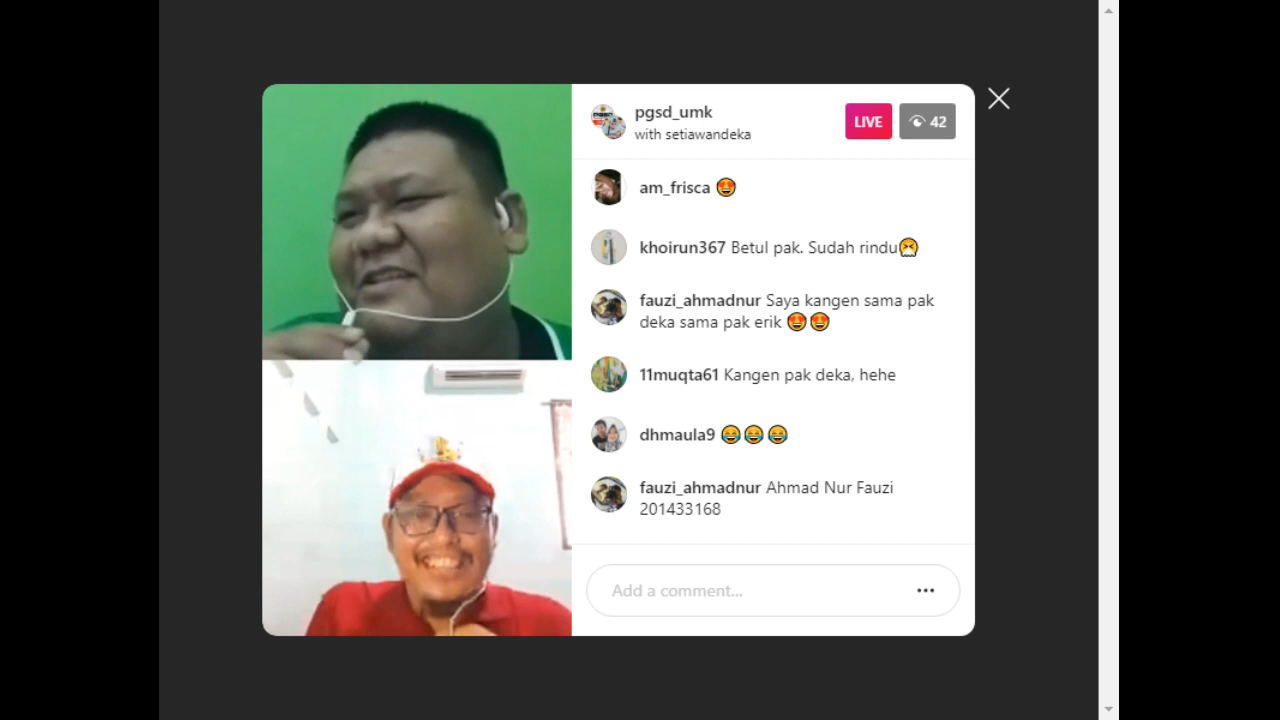 pgsd_umk
with setiawandeka
LIVE
42
am_frisca 😍
khoirun367 Betul pak. Sudah rindu😫
fauzi_ahmadnur Saya kangen sama pak
deka sama pak erik 😍😍
11muqta61 Kangen pak deka, hehe
dhmaula9 😂😂😂
fauzi_ahmadnur Ahmad Nur Fauzi
201433168
Add a comment...